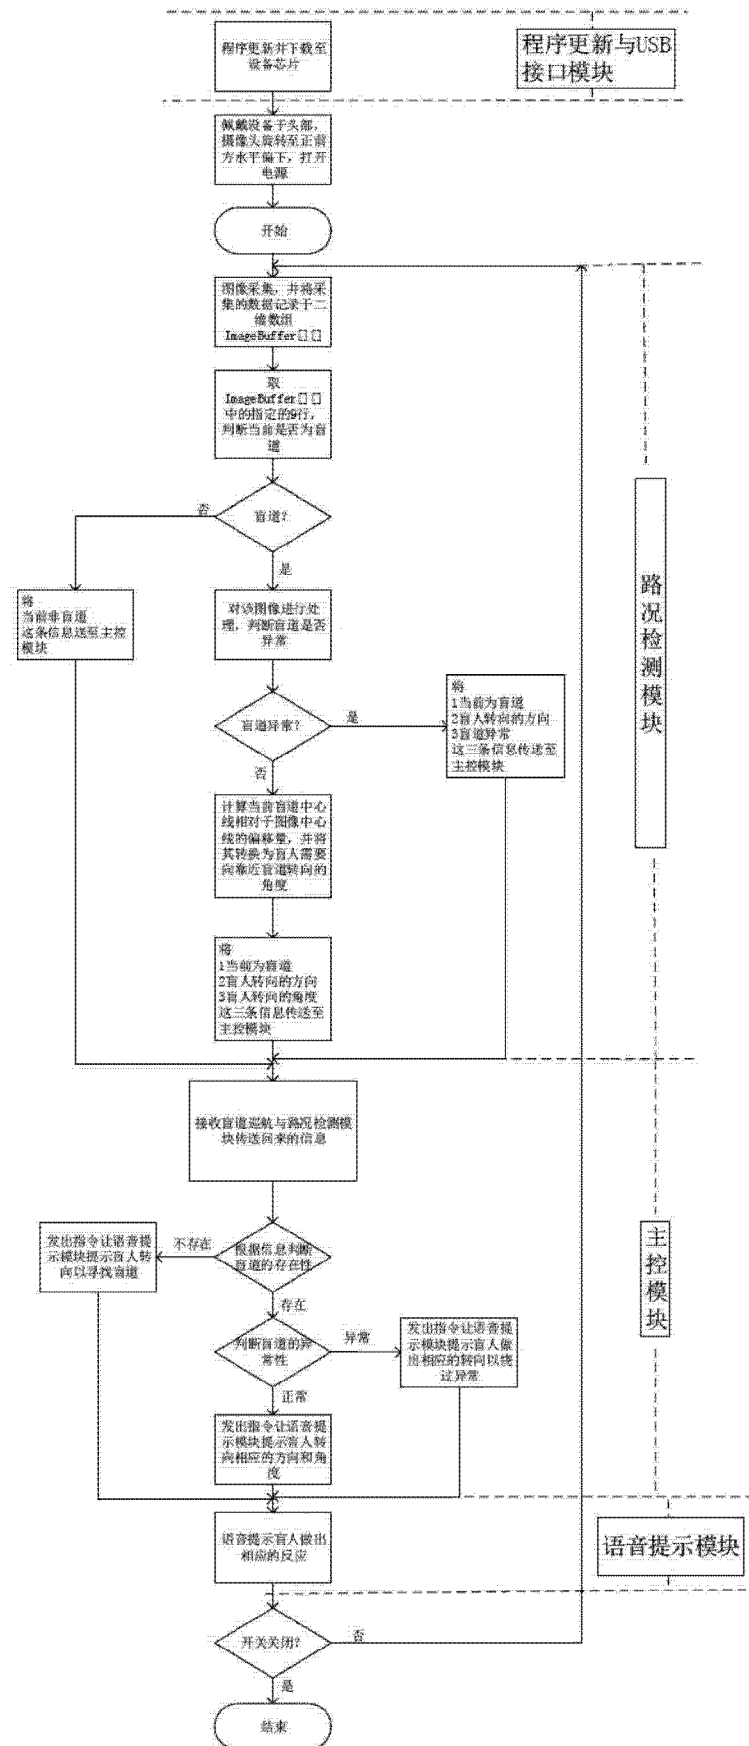 程序更新并下载至
设备芯片
程序更新与USB
接口模块
佩戴设备于头部，
摄像头旋转至正前
方水平偏下，打开
电源
开始
图像采集，并将采
集的数据记录于二
维数组
ImageBuffer[][]
取
ImageBuffer[][]
中的指定的9行，
判断当前是否为盲
道
盲道？
否
是
将
当前非盲道
这条信息送至主控
模块
对该图像进行处
理，判断盲道是否
异常
路况检测模块
盲道异常？
是
否
将
1当前为盲道
2盲人转向的方向
3盲道异常
这三条信息传送至
主控模块
计算当前盲道中心
线相对于图像中心
线的偏移量，并将
其转换为盲人需要
向靠近盲道转向的
角度
将
1当前为盲道
2盲人转向的方向
3盲人转向的角度
这三条信息传送至
主控模块
接收盲道巡航与路况检测模
块传送回来的信息
主控模块
根据信息判断
盲道的存在性
不存在
存在
发出指令让语音提
示模块提示盲人转
向以寻找盲道
判断盲道的异
常性
异常
正常
发出指令让语音提
示模块提示盲人做
出相应的转向以绕
过异常
发出指令让语音提
示模块提示盲人转
向相应的方向和角
度
语音提示盲人做出
相应的反应
语音提示模块
开关关闭？
否
是
结束